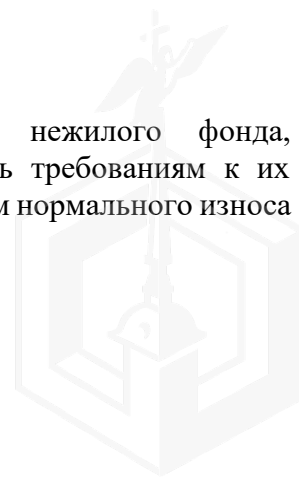 нежилого фонда,
ь требованиям к их
м нормального износа